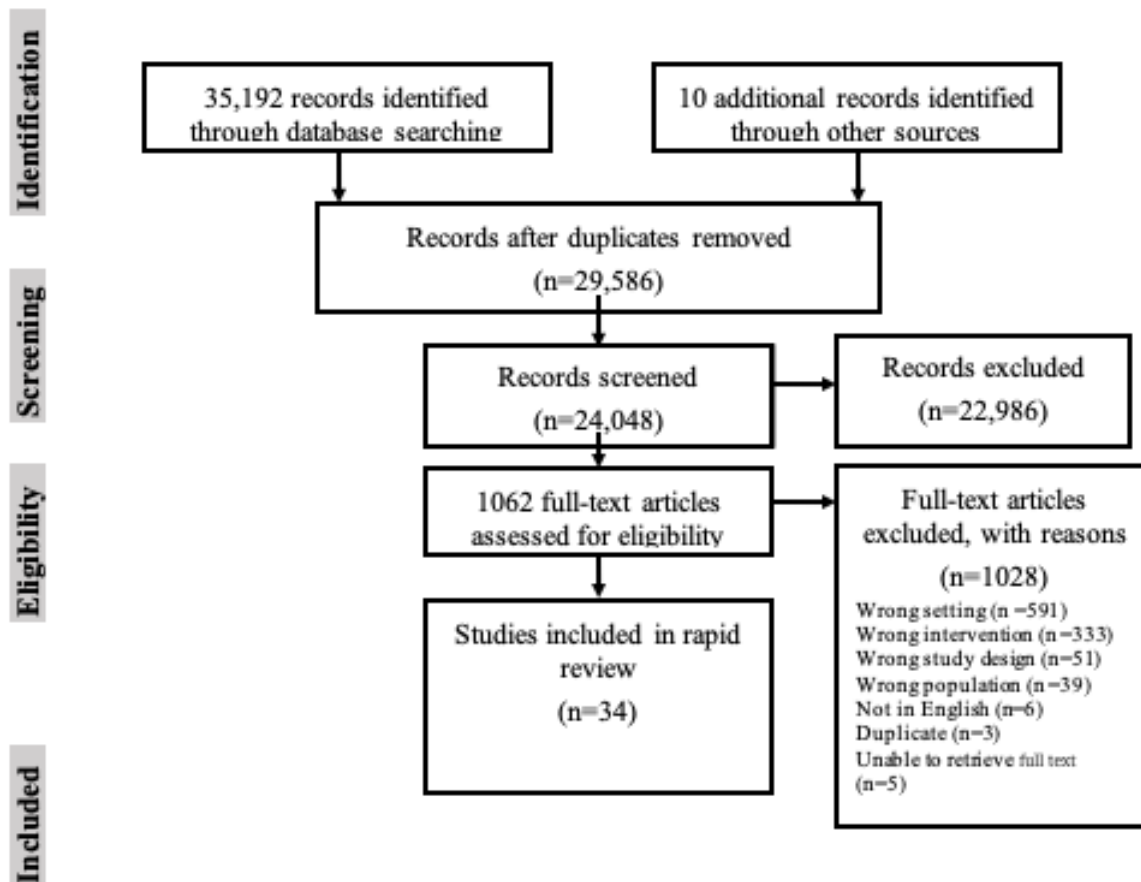 Identification
35,192 records identified
through database searching
10 additional records identified
through other sources
Records after duplicates removed
(n=29,586)
Screening
Records screened
(n=24,048)
Records excluded
(n=22,986)
Eligibility
1062 full-text articles
assessed for eligibility
Full-text articles
excluded, with reasons
(n=1028)
Wrong setting (n =591)
Wrong intervention (n=333)
Wrong study design (n=51)
Wrong population (n=39)
Not in English (n=6)
Duplicate (n=3)
Unable to retrieve full text
(n=5)
Studies included in rapid
review
(n=34)
Included